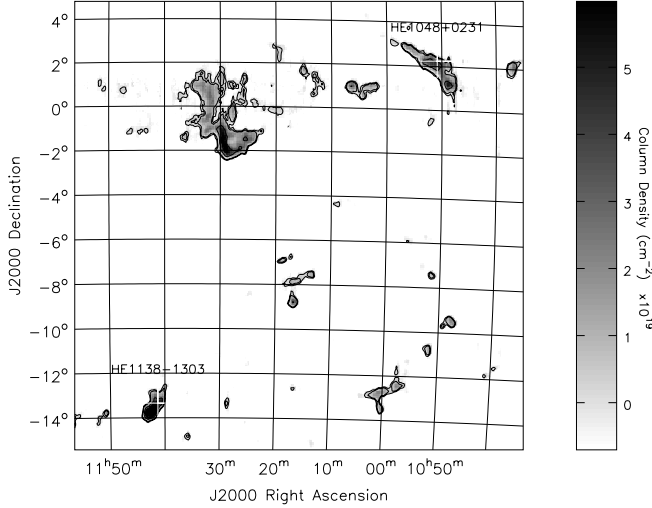 HE1048+0231
4°
2°
0°
−2°
−4°
−6°
−8°
−10°
−12°
−14°
J2000 Declination
HE1138−1303
11ʰ50ᵐ 30ᵐ 20ᵐ 10ᵐ 00ᵐ 10ʰ50ᵐ
J2000 Right Ascension
5
4
3
2
1
0
Column Density (cm⁻²) x10¹⁹